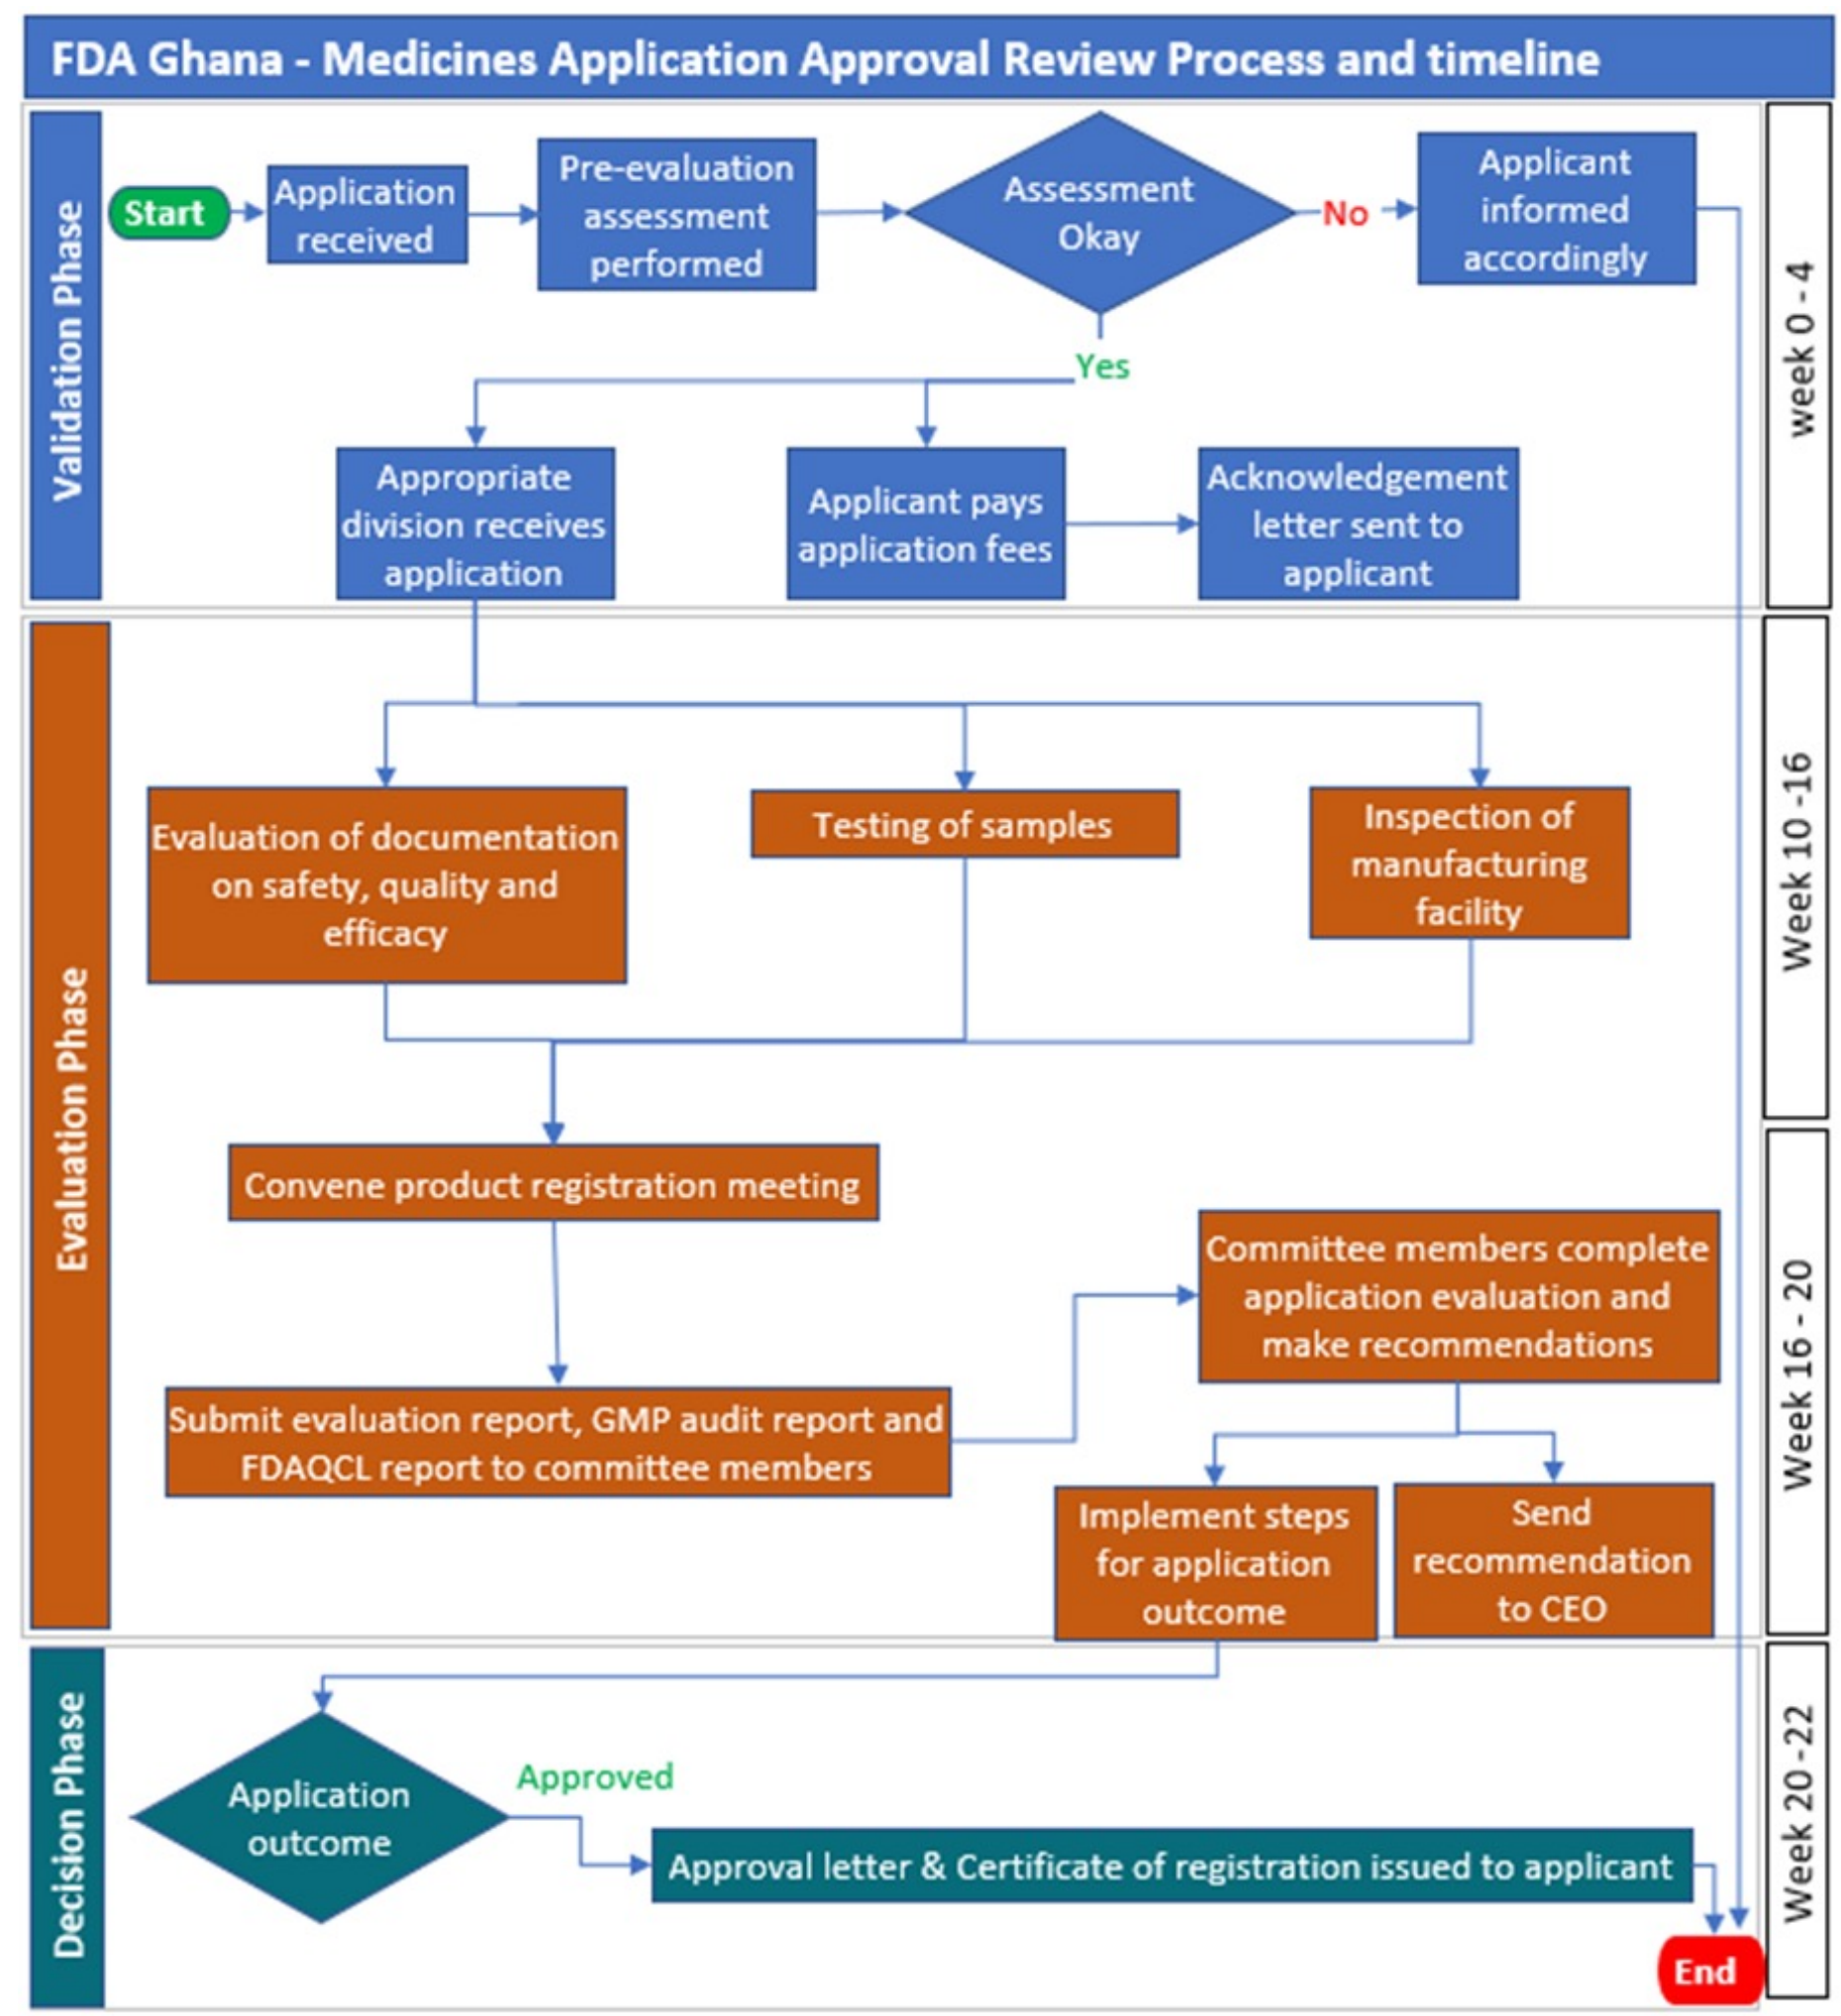 FDA Ghana - Medicines Application Approval Review Process and timeline
Validation Phase
week 0 - 4
Start
Application
received
Pre-evaluation
assessment
performed
Assessment
Okay
No
Applicant
informed
accordingly
Yes
Appropriate
division receives
application
Applicant pays
application fees
Acknowledgement
letter sent to
applicant
Evaluation Phase
Week 10 -16
Evaluation of documentation
on safety, quality and
efficacy
Testing of samples
Inspection of
manufacturing
facility
Week 16 - 20
Convene product registration meeting
Submit evaluation report, GMP audit report and
FDAQCL report to committee members
Committee members complete
application evaluation and
make recommendations
Implement steps
for application
outcome
Send
recommendation
to CEO
Decision Phase
Week 20 -22
Application
outcome
Approved
Approval letter & Certificate of registration issued to applicant
End